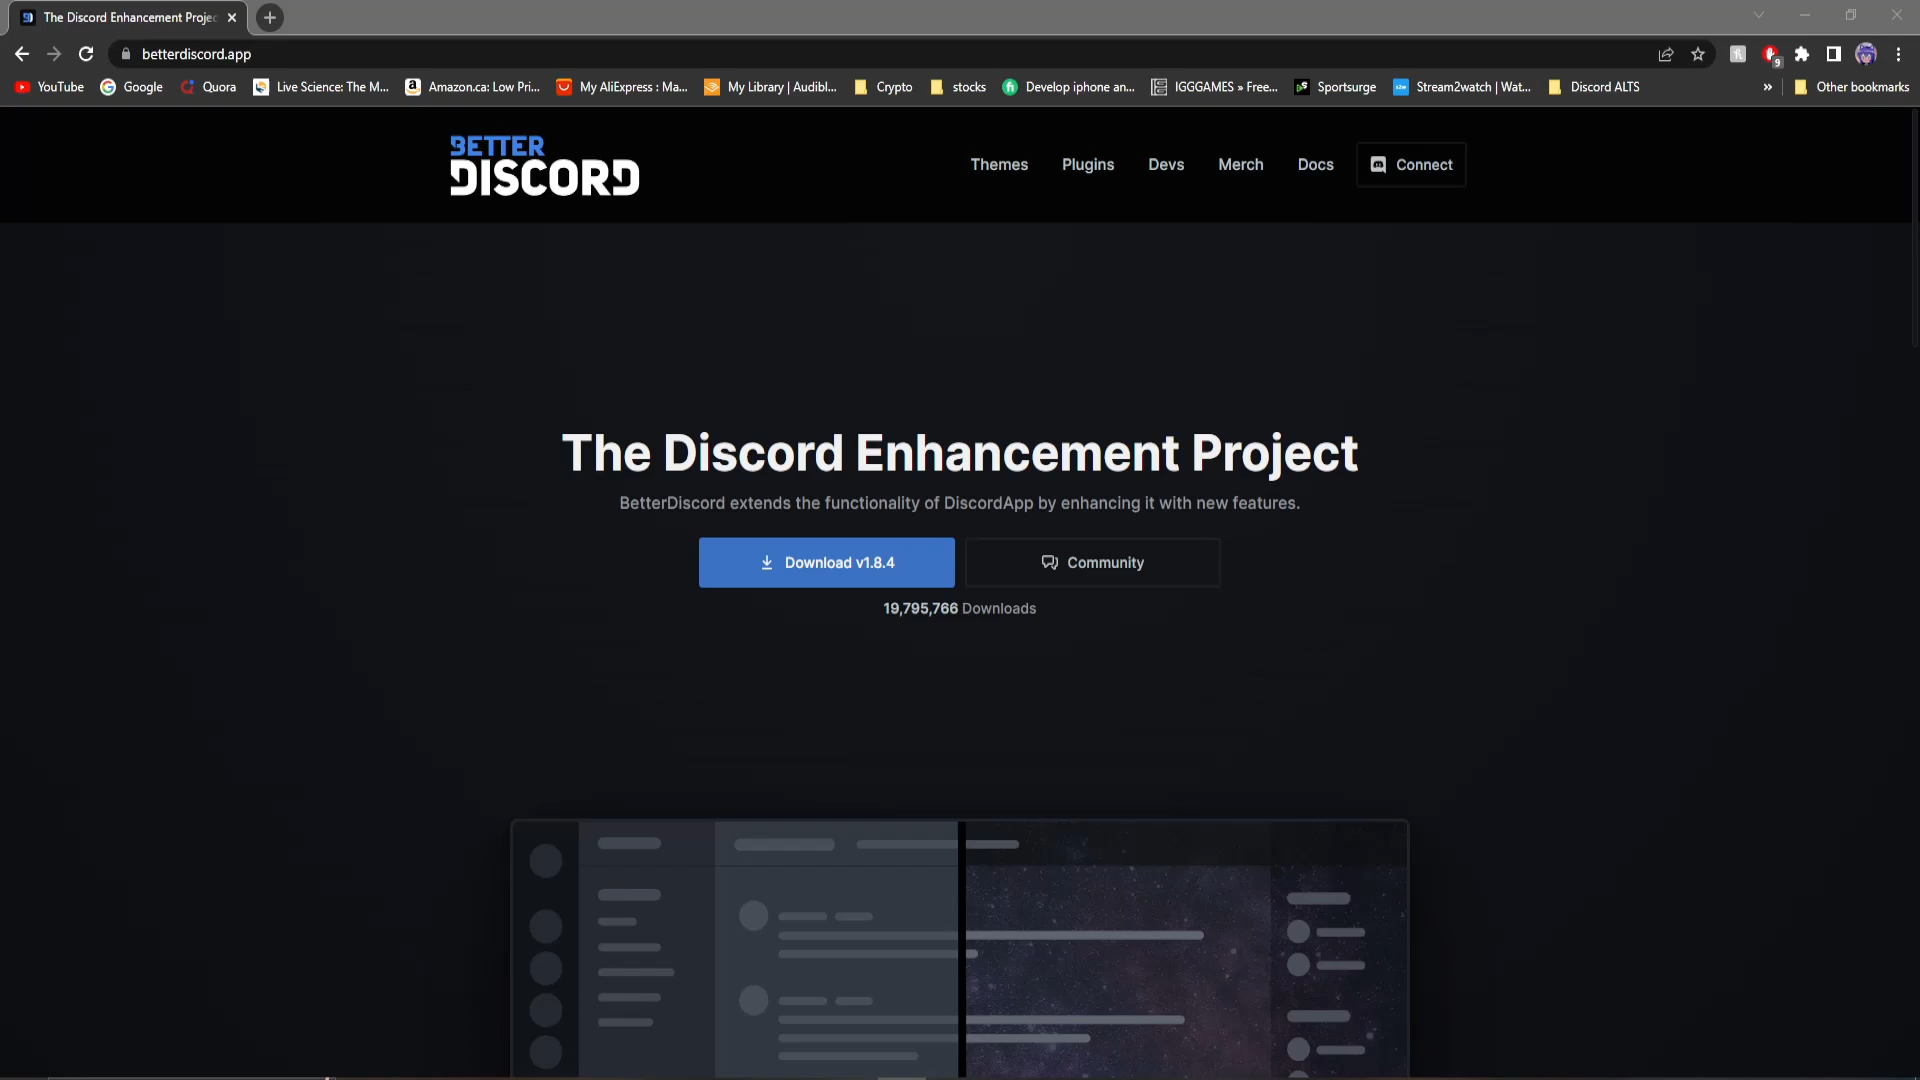 The Discord Enhancement Projec
betterdiscord.app
9
YouTube Google Quora Live Science: The M... Amazon.ca: Low Pri... My AliExpress : Ma... My Library | Audibl... Crypto stocks Develop iphone an... IGGGAMES » Free... Sportsurge Stream2watch | Wat... Discord ALTS » Other bookmarks
BETTER
DISCORD
Themes Plugins Devs Merch Docs Connect
The Discord Enhancement Project
BetterDiscord extends the functionality of DiscordApp by enhancing it with new features.
Download v1.8.4 Community
19,795,766 Downloads